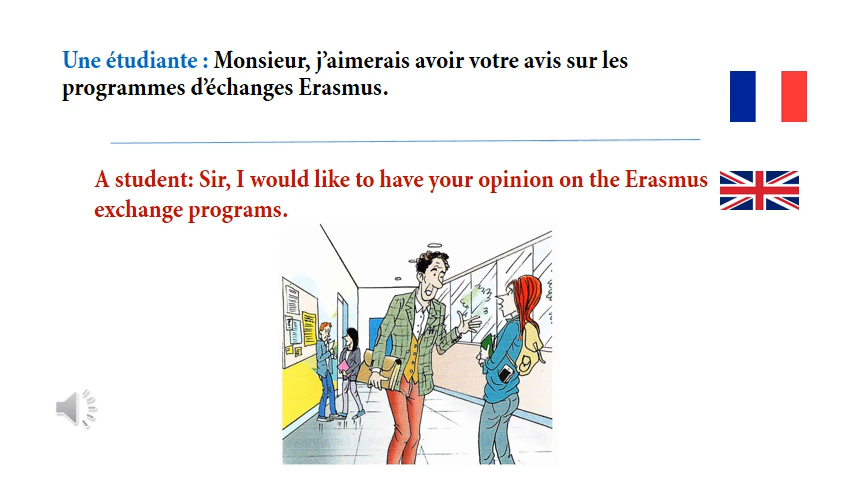 Une étudiante : Monsieur, j’aimerais avoir votre avis sur les
programmes d’échanges Erasmus.
A student: Sir, I would like to have your opinion on the Erasmus
exchange programs.